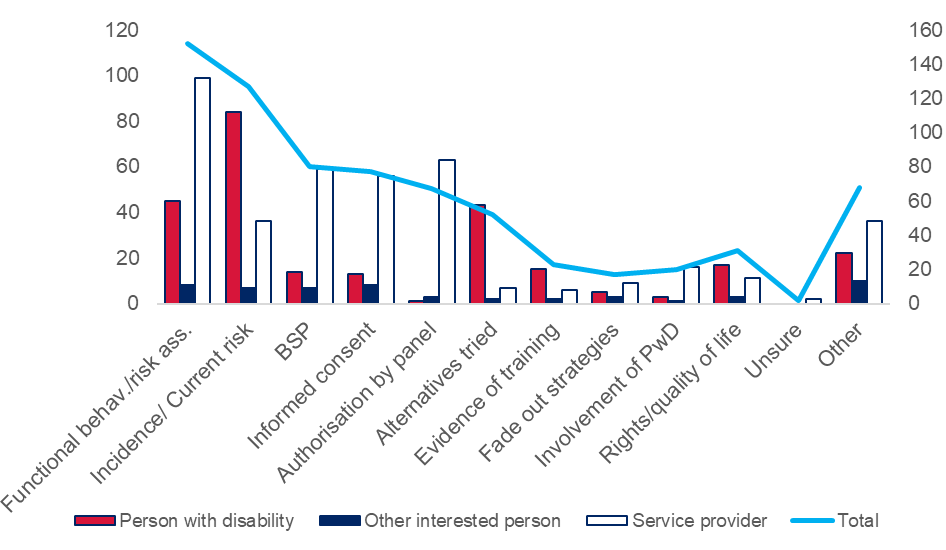 120
100
80
60
40
20
0
160
140
120
100
80
60
40
20
0
Functional behav./risk ass.
Incidence/ Current risk
BSP
Informed consent
Authorisation by panel
Alternatives tried
Evidence of training
Fade out strategies
Involvement of PwD
Rights/quality of life
Unsure
Other
Person with disability
Other interested person
Service provider
Total